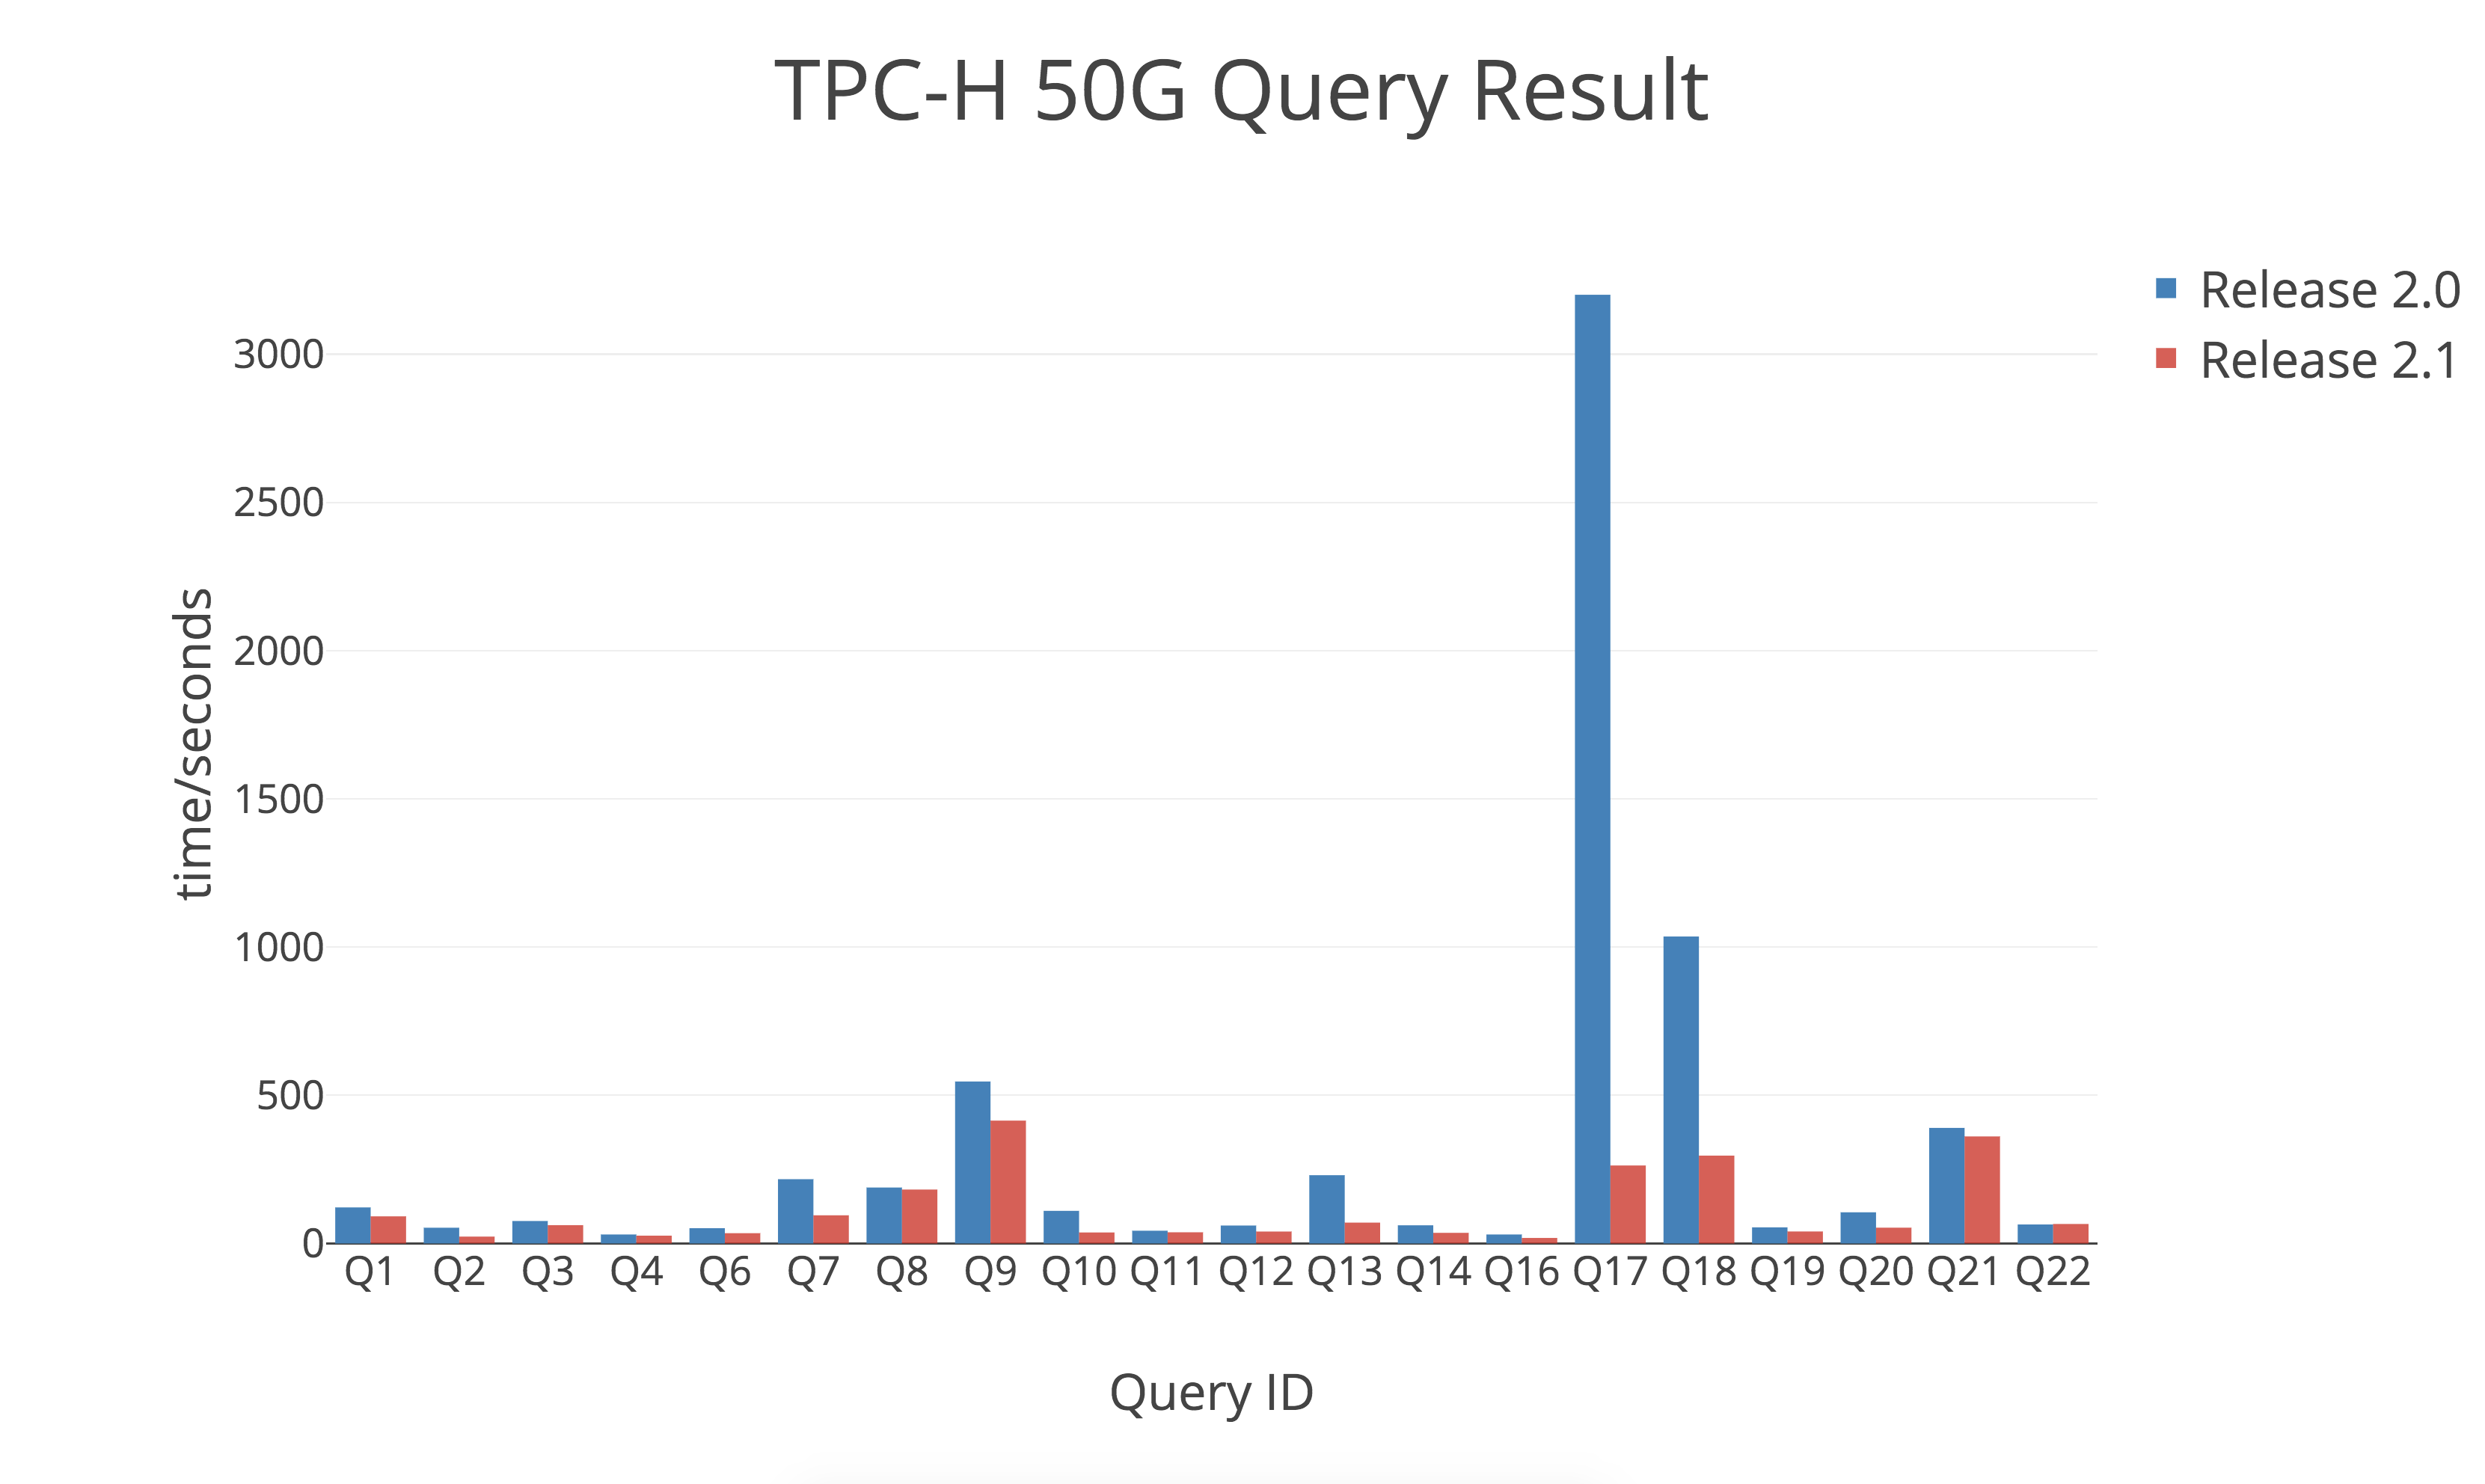 TPC-H 50G Query Result
Release 2.0
Release 2.1
3000
2500
2000
1500
1000
500
0
time/seconds
Q1 Q2 Q3 Q4 Q6 Q7 Q8 Q9 Q10 Q11 Q12 Q13 Q14 Q16 Q17 Q18 Q19 Q20 Q21 Q22
Query ID